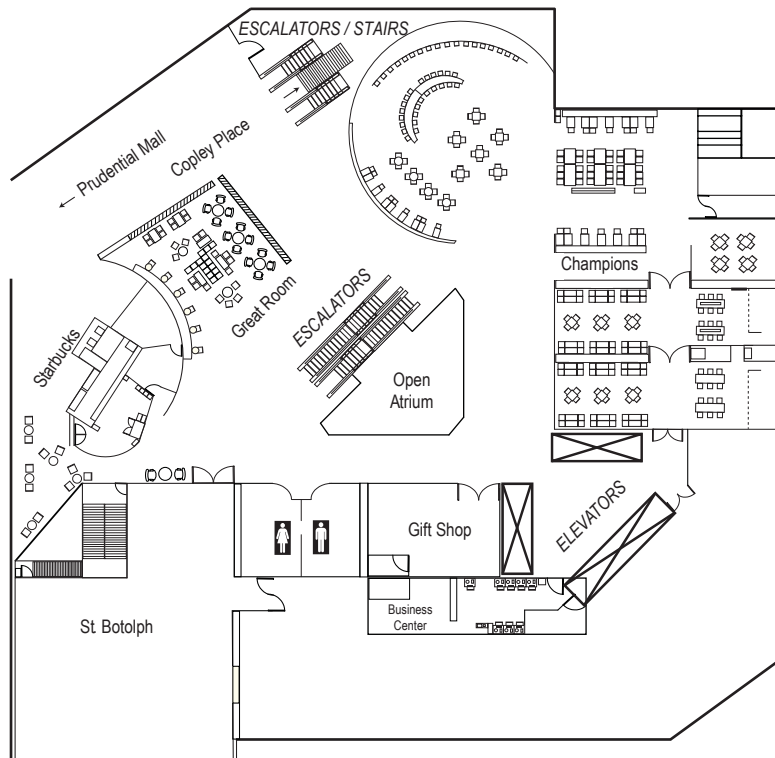 ESCALATORS / STAIRS
Copley Place
Prudential Mall
Champions
Great Room
ESCALATORS
Starbucks
Open
Atrium
ELEVATORS
Gift Shop
St. Botolph
Business
Center